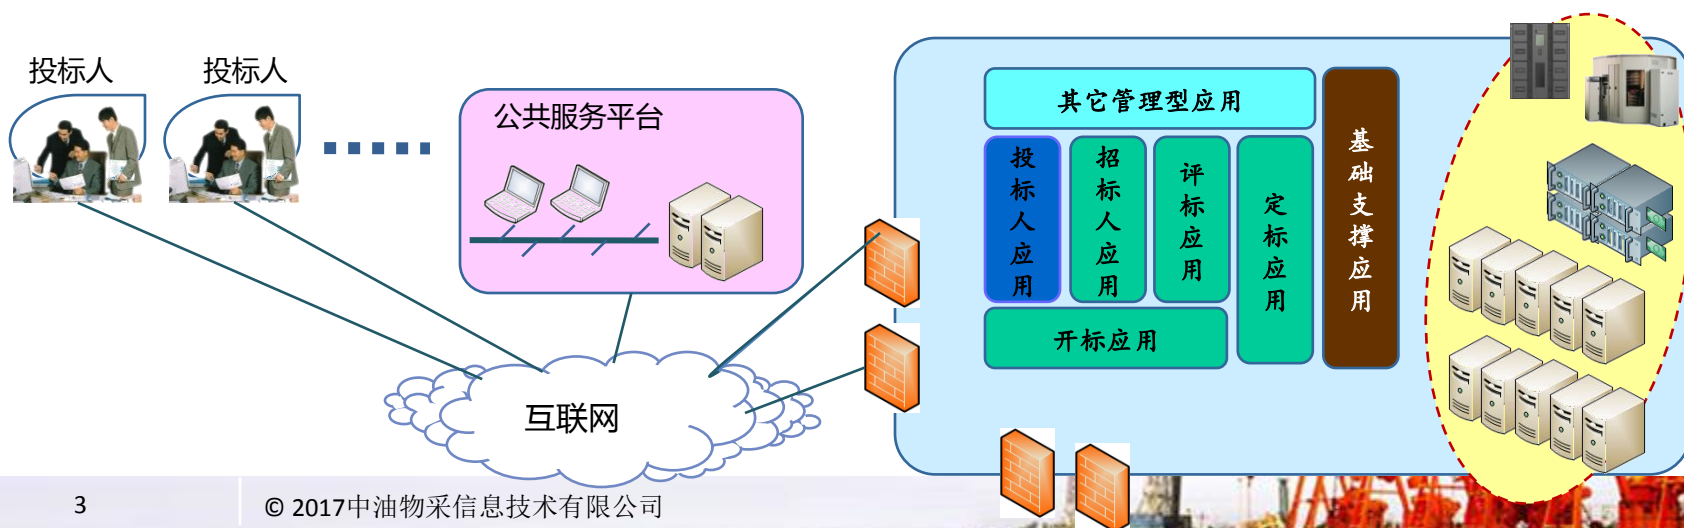 投标人
投标人
公共服务平台
互联网
其它管理型应用
投标人应用
招标人应用
评标应用
定标应用
开标应用
基础支撑应用
3
© 2017中油物采信息技术有限公司